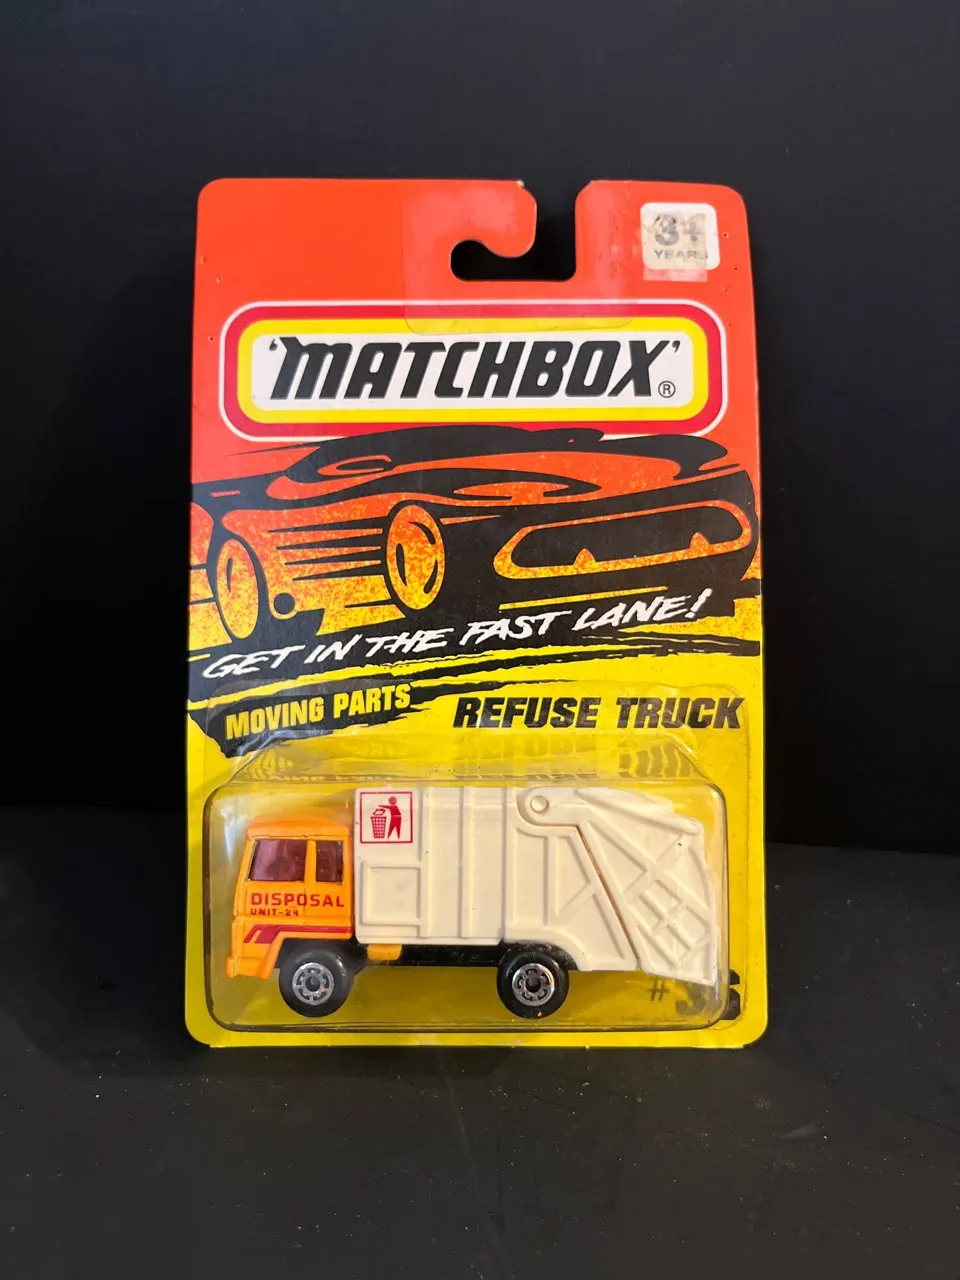 3+
YEARS
'MATCHBOX'®
GET IN THE FAST LANE!
MOVING PARTS
REFUSE TRUCK
DISPOSAL
UNIT-24
#